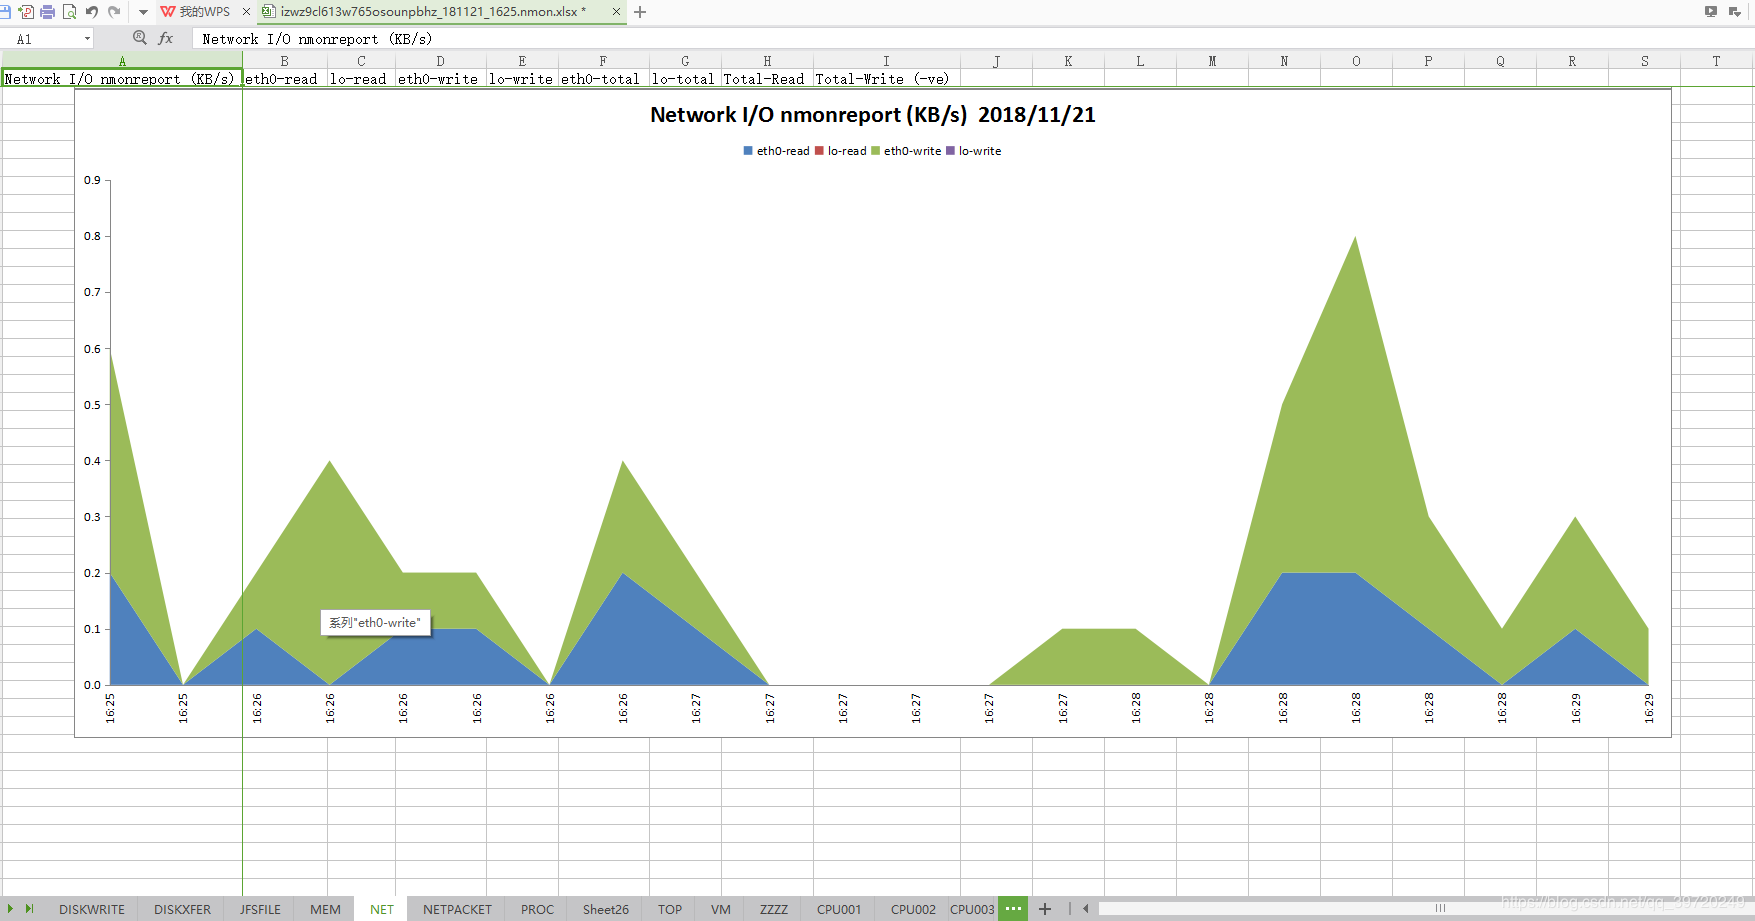 我的WPS izwz9cl613w765osounpbhz_181121_1625.nmon.xlsx *
A1 fx Network I/O nmonreport (KB/s)
A B C D E F G H I J K L M N O P Q R S T
Network I/O nmonreport (KB/s) eth0-read lo-read eth0-write lo-write eth0-total lo-total Total-Read Total-Write (-ve)
Network I/O nmonreport (KB/s) 2018/11/21
eth0-read lo-read eth0-write lo-write
0.9
0.8
0.7
0.6
0.5
0.4
0.3
0.2
0.1
0.0
系列"eth0-write"
16:25 16:25 16:26 16:26 16:26 16:26 16:26 16:26 16:27 16:27 16:27 16:27 16:27 16:27 16:28 16:28 16:28 16:28 16:28 16:28 16:29 16:29
DISKWRITE DISKXFER JFSFILE MEM NET NETPACKET PROC Sheet26 TOP VM ZZZZ CPU001 CPU002 CPU003 ...
https://blog.csdn.net/qq_39720249